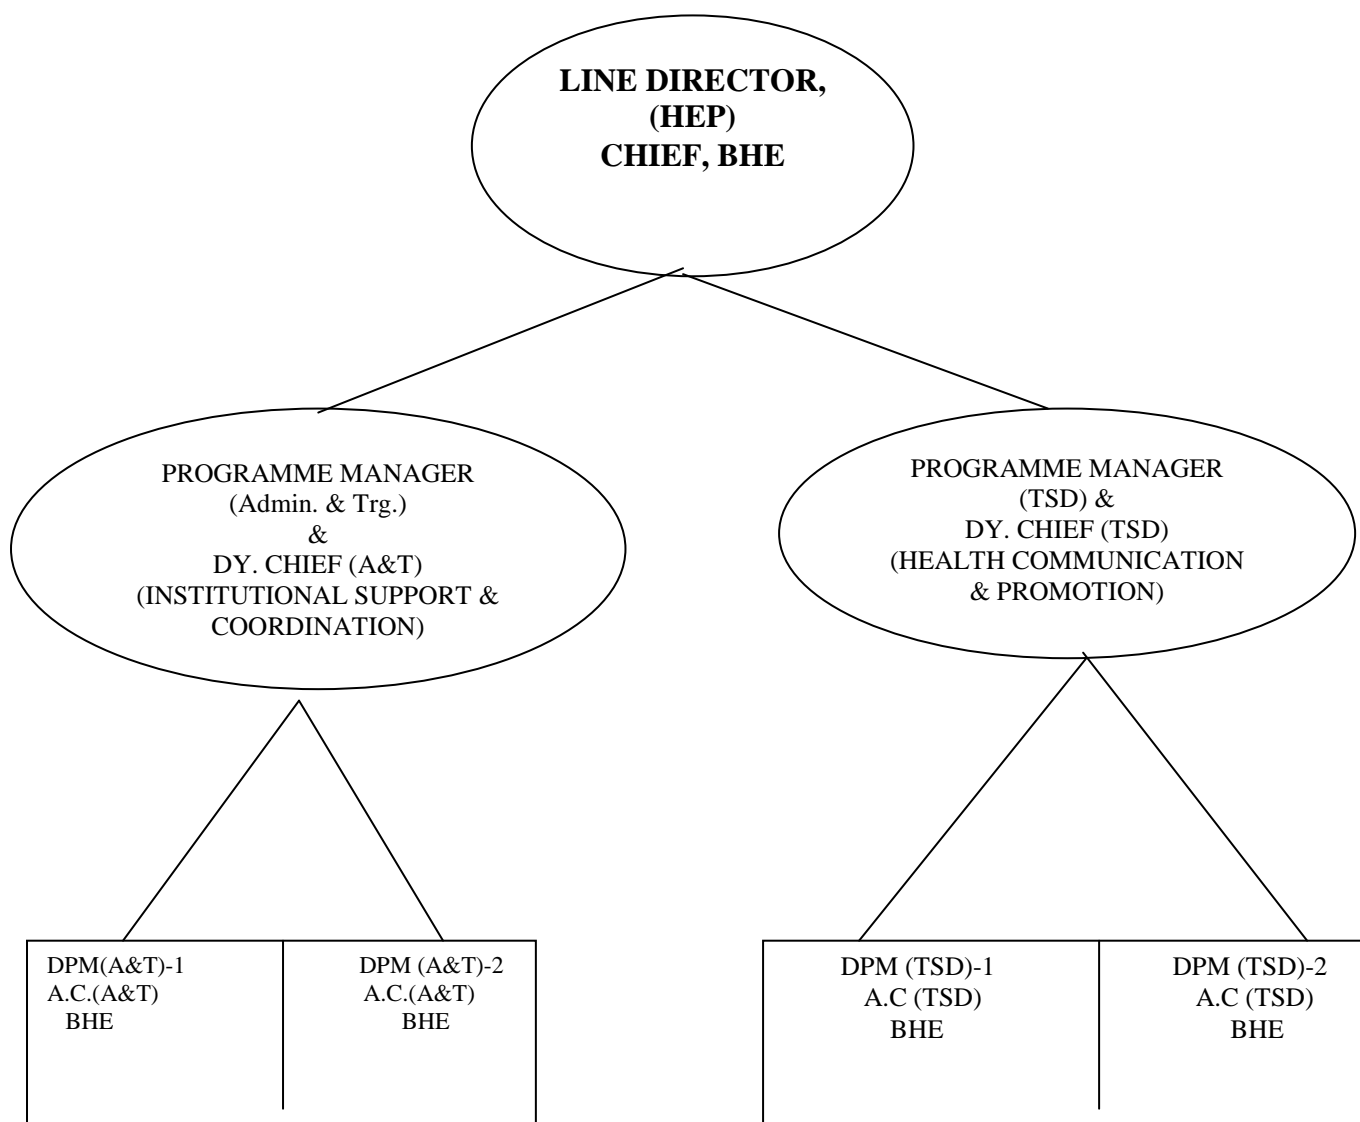 LINE DIRECTOR,
(HEP)
CHIEF, BHE
PROGRAMME MANAGER
(Admin. & Trg.)
&
DY. CHIEF (A&T)
(INSTITUTIONAL SUPPORT &
COORDINATION)
PROGRAMME MANAGER
(TSD) &
DY. CHIEF (TSD)
(HEALTH COMMUNICATION
& PROMOTION)
DPM(A&T)-1
A.C.(A&T)
BHE
DPM (A&T)-2
A.C.(A&T)
BHE
DPM (TSD)-1
A.C (TSD)
BHE
DPM (TSD)-2
A.C (TSD)
BHE